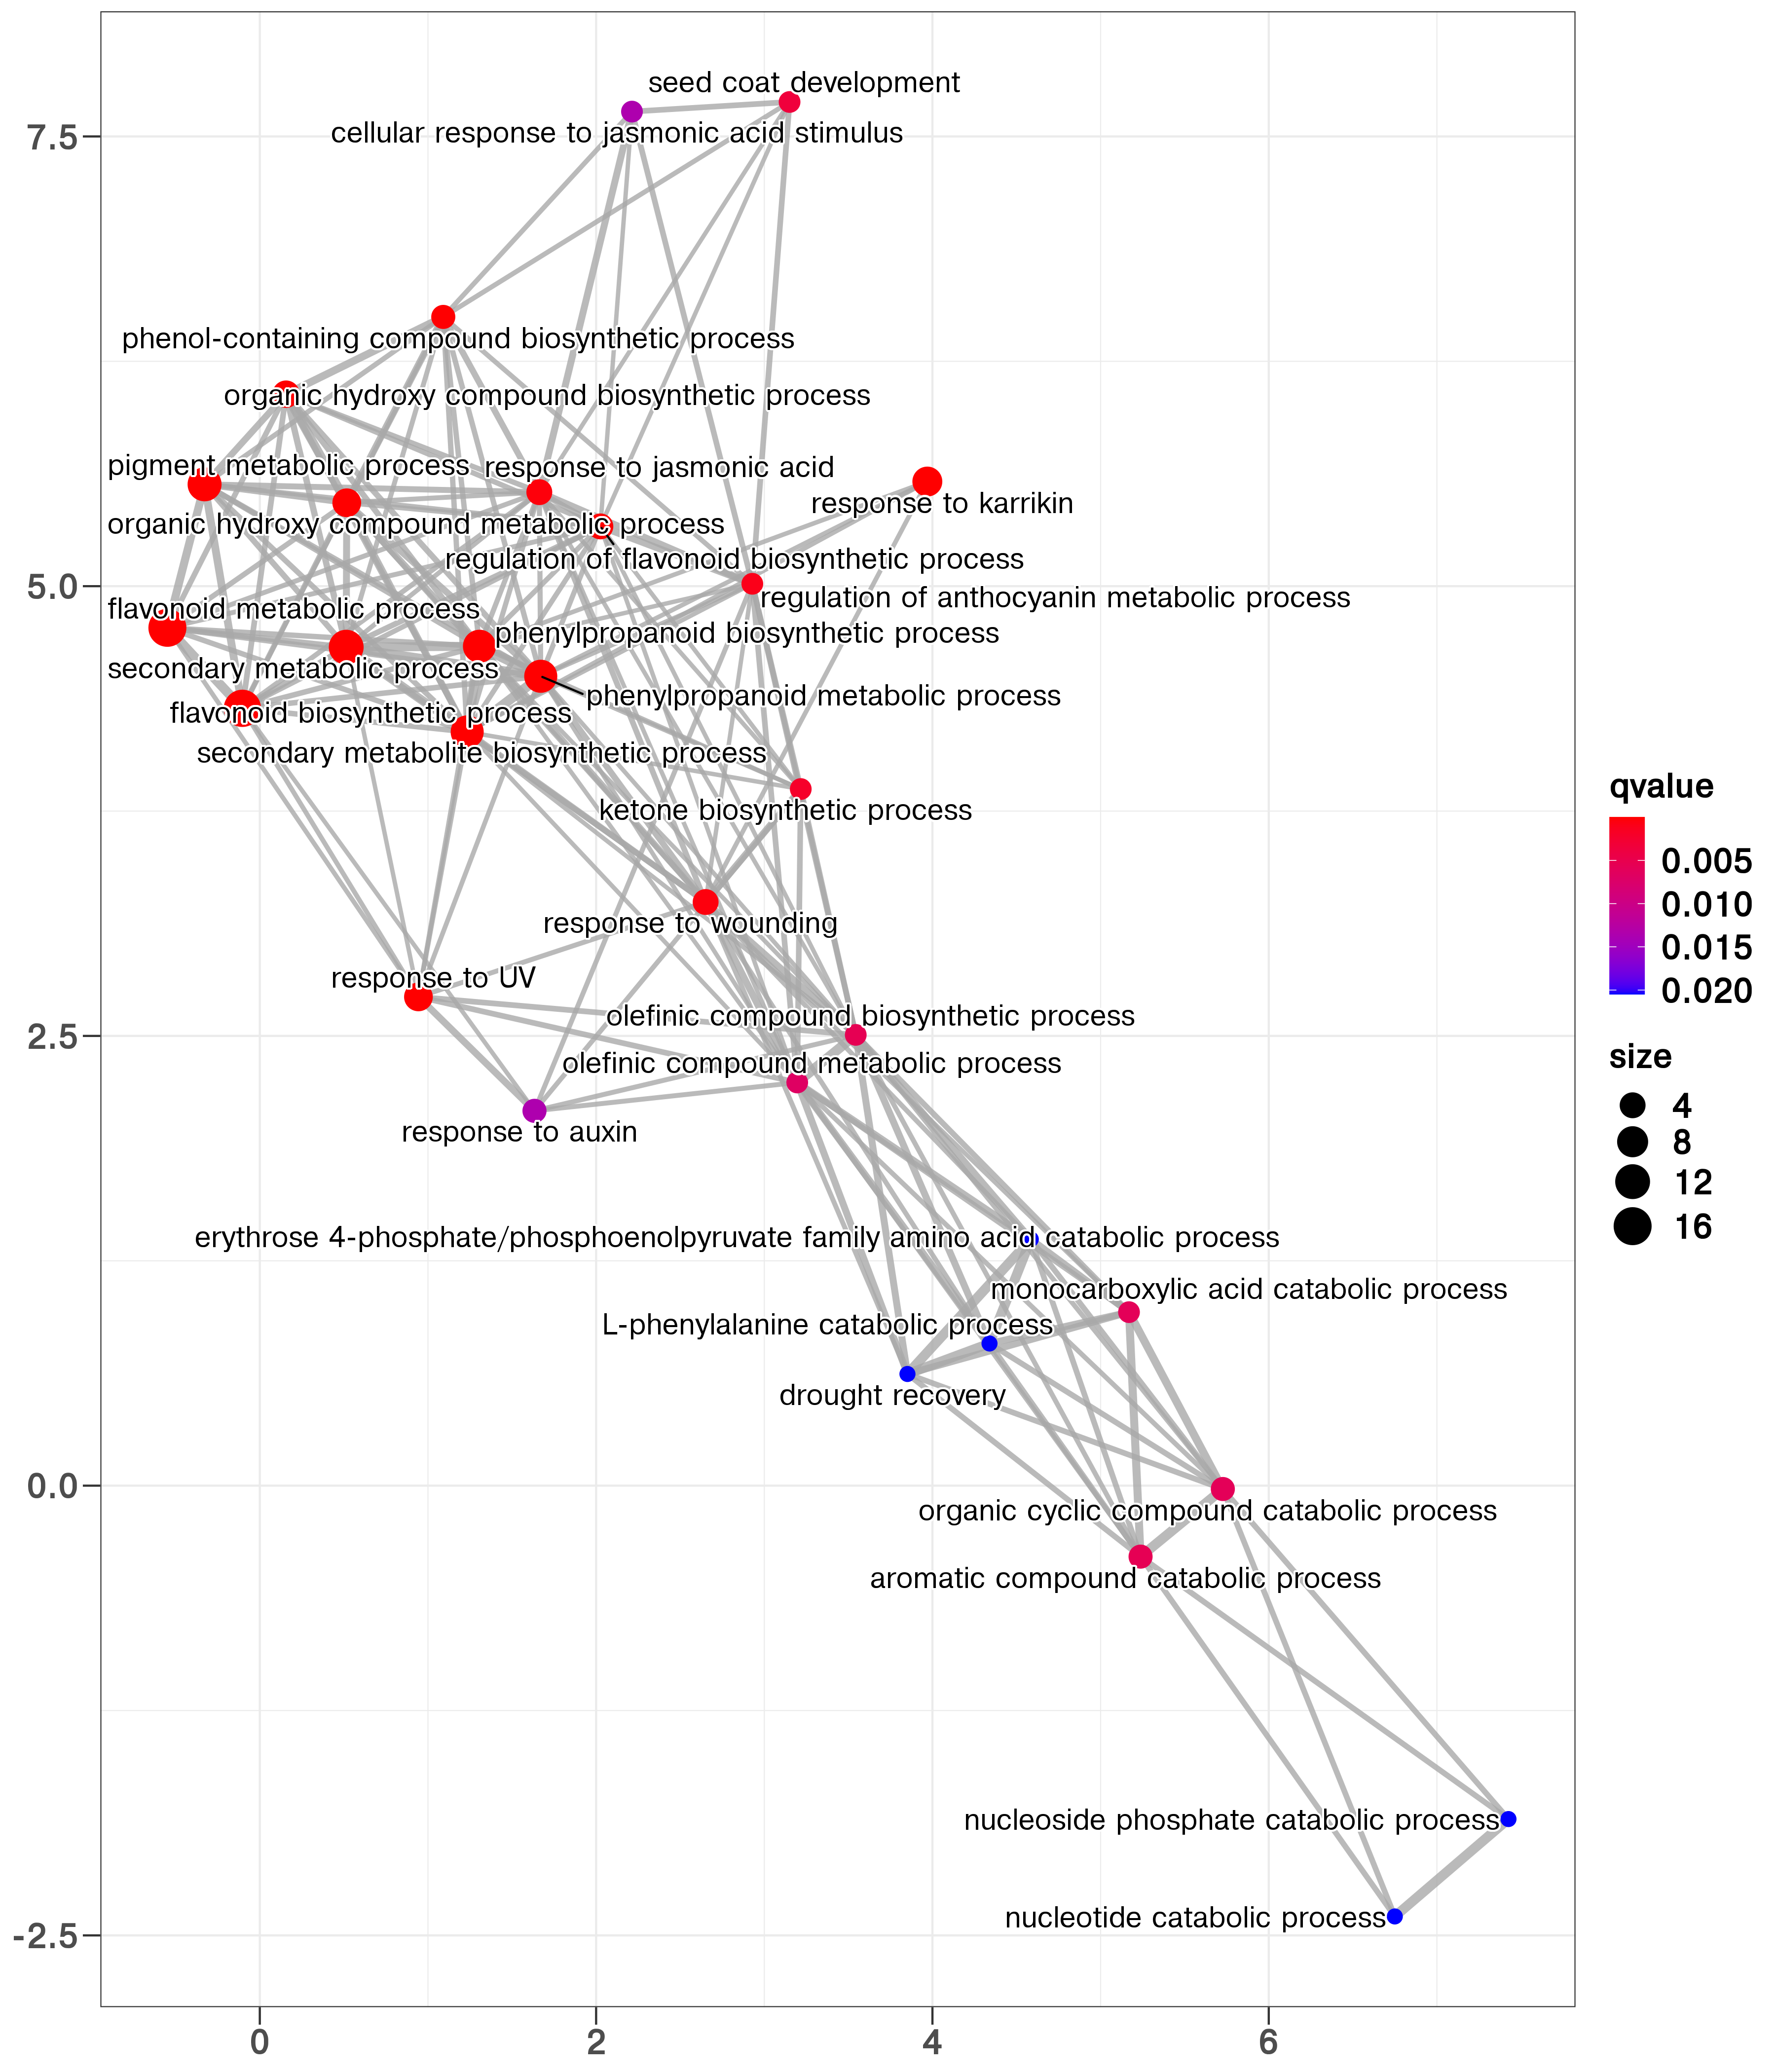 seed coat development
7.5
cellular response to jasmonic acid stimulus
phenol-containing compound biosynthetic process
organic hydroxy compound biosynthetic process
pigment metabolic process
response to jasmonic acid
response to karrikin
organic hydroxy compound metabolic process
regulation of flavonoid biosynthetic process
5.0
regulation of anthocyanin metabolic process
flavonoid metabolic process
phenylpropanoid biosynthetic process
secondary metabolic process
phenylpropanoid metabolic process
flavonoid biosynthetic process
secondary metabolite biosynthetic process
ketone biosynthetic process
response to wounding
response to UV
olefinic compound biosynthetic process
2.5
olefinic compound metabolic process
response to auxin
erythrose 4-phosphate/phosphoenolpyruvate family amino acid catabolic process
monocarboxylic acid catabolic process
L-phenylalanine catabolic process
drought recovery
0.0
organic cyclic compound catabolic process
aromatic compound catabolic process
nucleoside phosphate catabolic process
nucleotide catabolic process
-2.5
0
2
4
6
qvalue
0.005
0.010
0.015
0.020
size
4
8
12
16